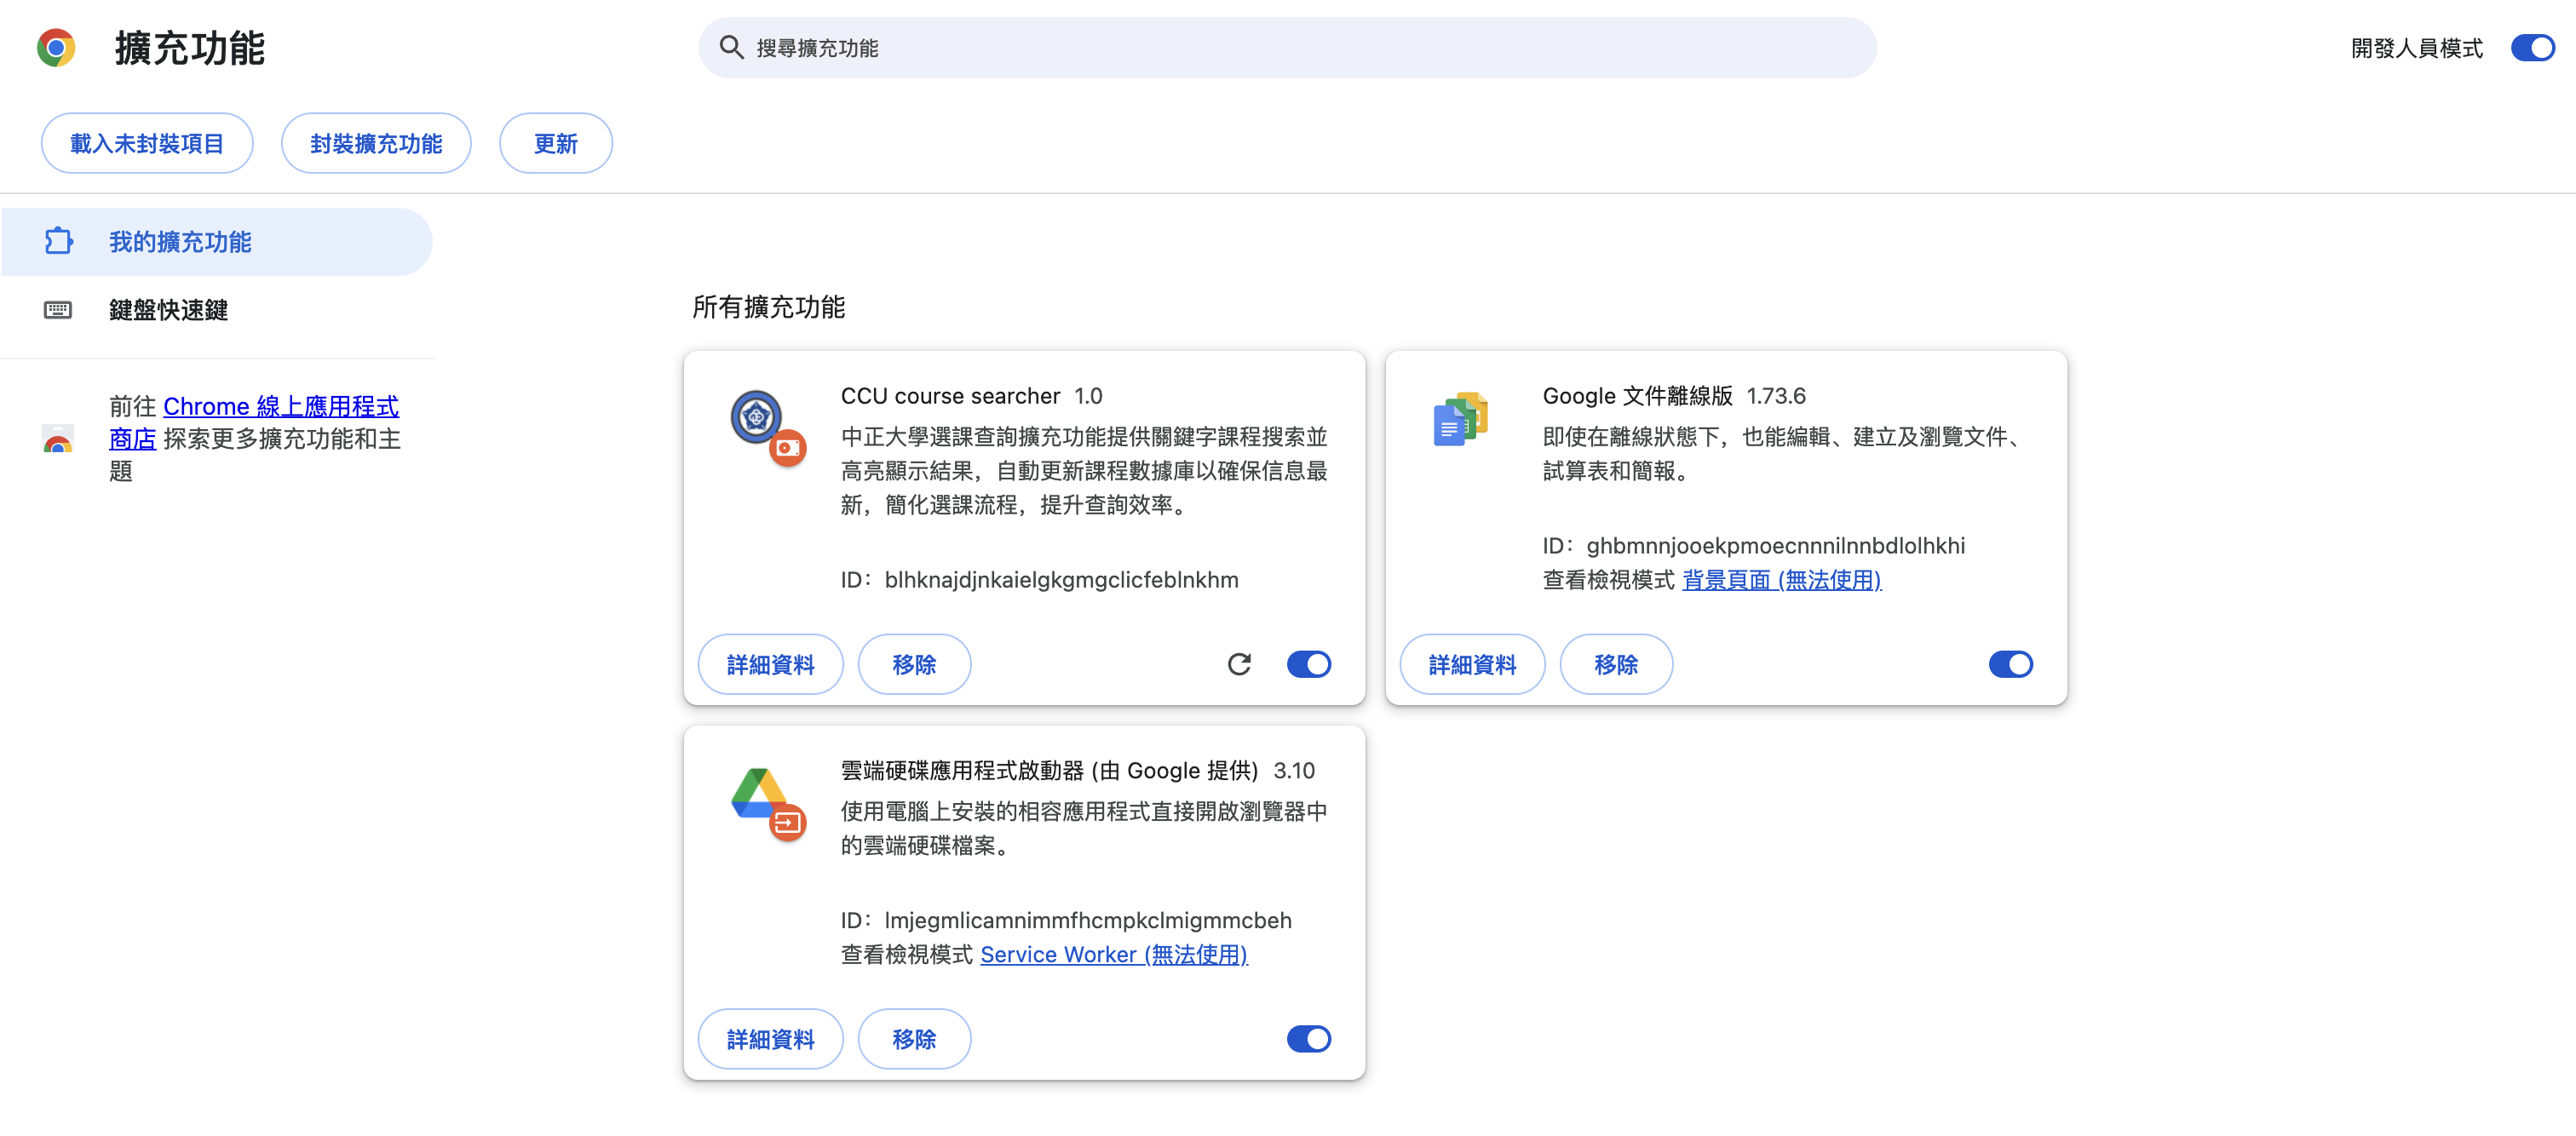 擴充功能
搜尋擴充功能
開發人員模式
載入未封裝項目
封裝擴充功能
更新
我的擴充功能
鍵盤快速鍵
前往 Chrome 線上應用程式
商店 探索更多擴充功能和主
題
所有擴充功能
CCU course searcher 1.0
中正大學選課查詢擴充功能提供關鍵字課程搜索並
高亮顯示結果，自動更新課程數據庫以確保信息最
新，簡化選課流程，提升查詢效率。
ID：blhknajdjnkaielgkgmgclicfeblnkhm
詳細資料
移除
Google 文件離線版 1.73.6
即使在離線狀態下，也能編輯、建立及瀏覽文件、
試算表和簡報。
ID：ghbmnnjooekpmoecnnnilnnbdlolhkhi
查看檢視模式 背景頁面 (無法使用)
詳細資料
移除
雲端硬碟應用程式啟動器 (由 Google 提供) 3.10
使用電腦上安裝的相容應用程式直接開啟瀏覽器中
的雲端硬碟檔案。
ID：lmjegmlicamnimmfhcmpkclmigmmcbeh
查看檢視模式 Service Worker (無法使用)
詳細資料
移除